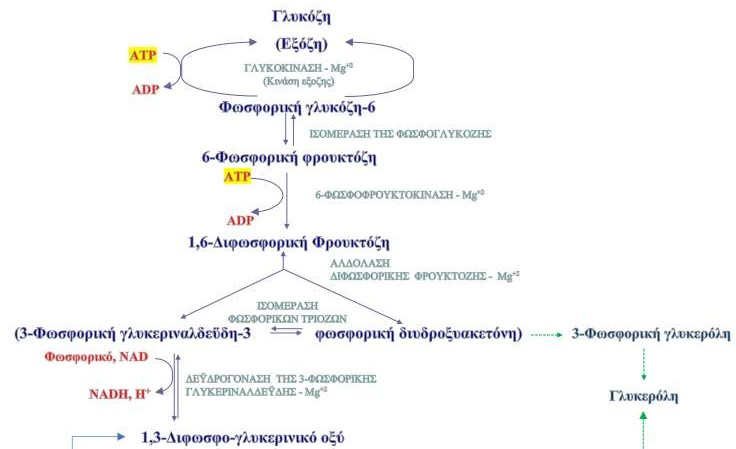 Γλυκόζη
(Εξόζη)
ATP
ΓΛΥΚΟΚΙΝΑΣΗ - Mg+2
(Κινάση εξοζης)
ADP
Φωσφορική γλυκόζη-6
ΙΣΟΜΕΡΑΣΗ ΤΗΣ ΦΩΣΦΟΓΛΥΚΟΖΗΣ
6-Φωσφορική φρουκτόζη
ATP
6-ΦΩΣΦΟΦΡΟΥΚΤΟΚΙΝΑΣΗ - Mg+2
ADP
1,6-Διφωσφορική Φρουκτόζη
ΑΛΔΟΛΑΣΗ
ΔΙΦΩΣΦΟΡΙΚΗΣ ΦΡΟΥΚΤΟΖΗΣ - Mg+2
ΙΣΟΜΕΡΑΣΗ
ΦΩΣΦΟΡΙΚΩΝ ΤΡΙΟΖΩΝ
(3-Φωσφορική γλυκεριναλδεΰδη-3 φωσφορική διυδροξυακετόνη) 3-Φωσφορική γλυκερόλη
Φωσφορικό, NAD
ΔΕΫΔΡΟΓΟΝΑΣΗ ΤΗΣ 3-ΦΩΣΦΟΡΙΚΗΣ
ΓΛΥΚΕΡΙΝΑΛΔΕΫΔΗΣ - Mg+2
NADH, H+
Γλυκερόλη
1,3-Διφωσφο-γλυκερινικό οξύ